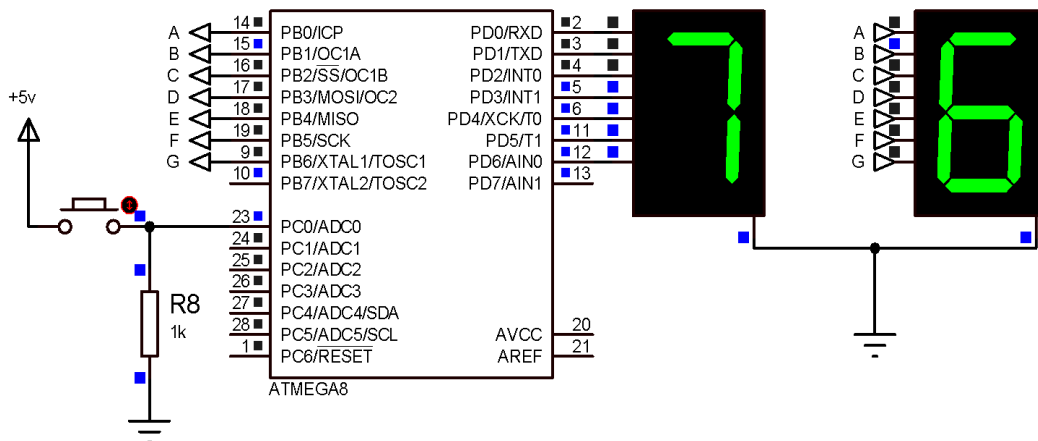 A 14 PB0/ICP PD0/RXD 2 A
B 15 PB1/OC1A PD1/TXD 3 B
C 16 PB2/SS/OC1B PD2/INT0 4 C
D 17 PB3/MOSI/OC2 PD3/INT1 5 D
E 18 PB4/MISO PD4/XCK/T0 6 E
F 19 PB5/SCK PD5/T1 11 F
G 9 PB6/XTAL1/TOSC1 PD6/AIN0 12 G
10 PB7/XTAL2/TOSC2 PD7/AIN1 13
7 6
+5v
23 PC0/ADC0
24 PC1/ADC1
25 PC2/ADC2
26 PC3/ADC3
27 PC4/ADC4/SDA
28 PC5/ADC5/SCL AVCC 20
1 PC6/RESET AREF 21
R8
1k
ATMEGA8